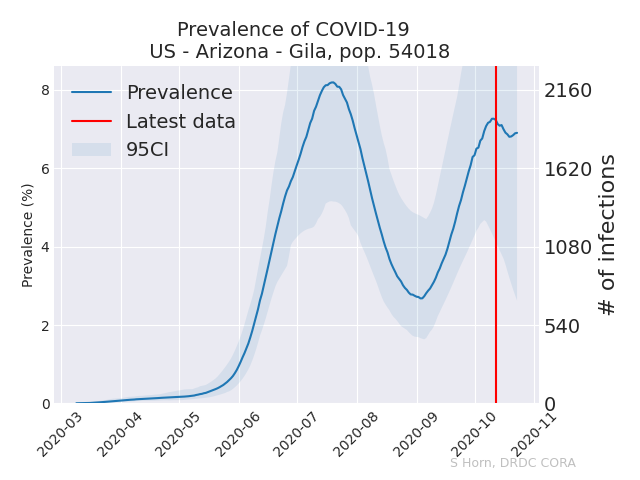 Prevalence of COVID-19
US - Arizona - Gila, pop. 54018
Prevalence
Latest data
95CI
Prevalence (%)
8
6
4
2
0
2160
1620
1080
540
0
# of infections
2020-03
2020-04
2020-05
2020-06
2020-07
2020-08
2020-09
2020-10
2020-11
S Horn, DRDC CORA